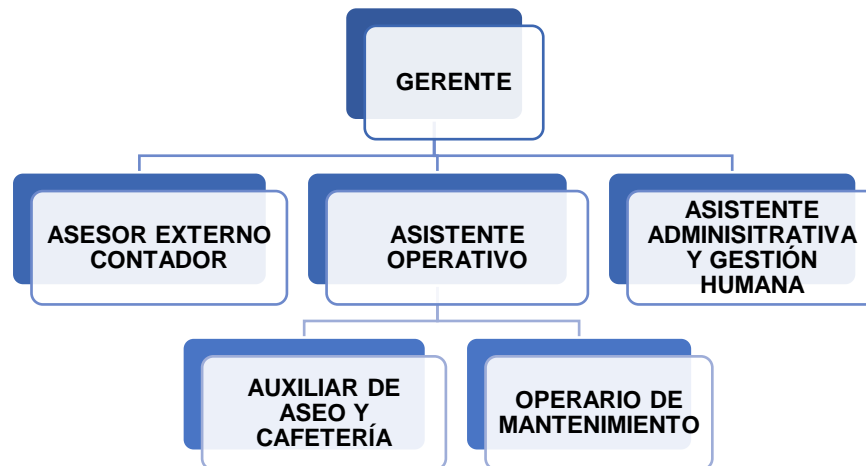 GERENTE
ASESOR EXTERNO
CONTADOR
ASISTENTE
OPERATIVO
ASISTENTE
ADMINISITRATIVA
Y GESTIÓN
HUMANA
AUXILIAR DE
ASEO Y
CAFETERÍA
OPERARIO DE
MANTENIMIENTO